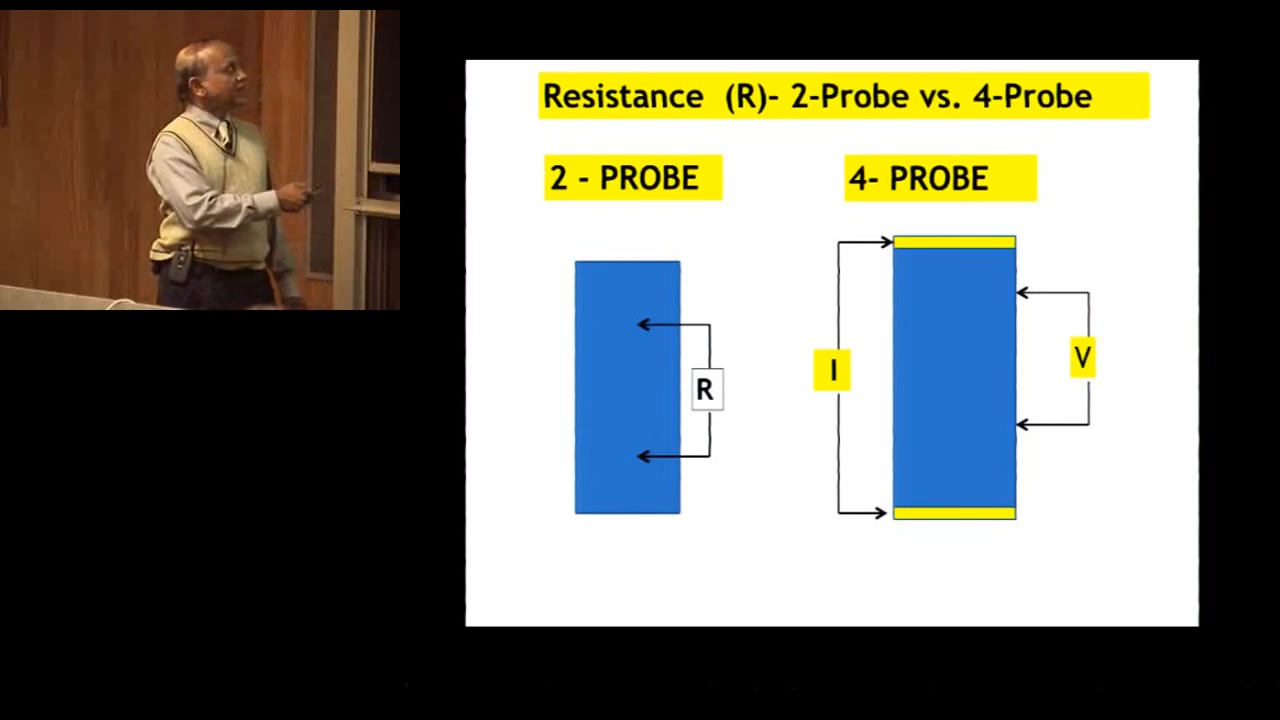 Resistance (R)- 2-Probe vs. 4-Probe
2 - PROBE
4- PROBE
R
I
V